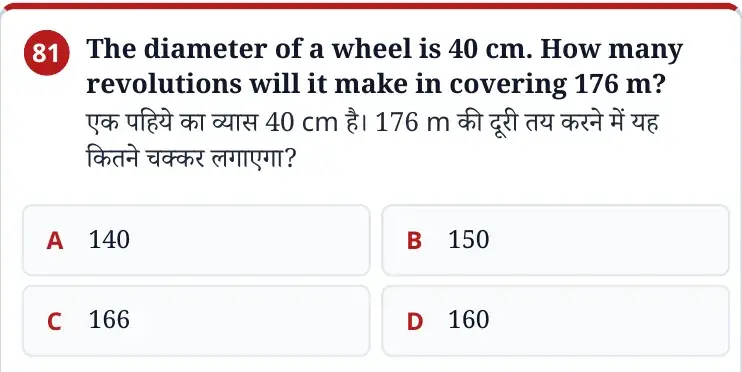 81 The diameter of a wheel is 40 cm. How many
revolutions will it make in covering 176 m?
एक पहिये का व्यास 40 cm है। 176 m की दूरी तय करने में यह
कितने चक्कर लगाएगा?
A 140
B 150
C 166
D 160